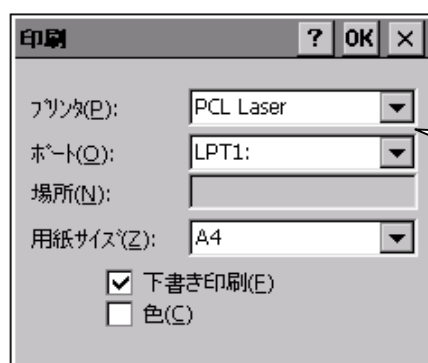 印刷 ? OK ×
ﾌﾟﾘﾝﾀ(P): PCL Laser
ﾎﾟｰﾄ(O): LPT1:
場所(N):
用紙ｻｲｽﾞ(Z): A4
下書き印刷(F)
色(C)